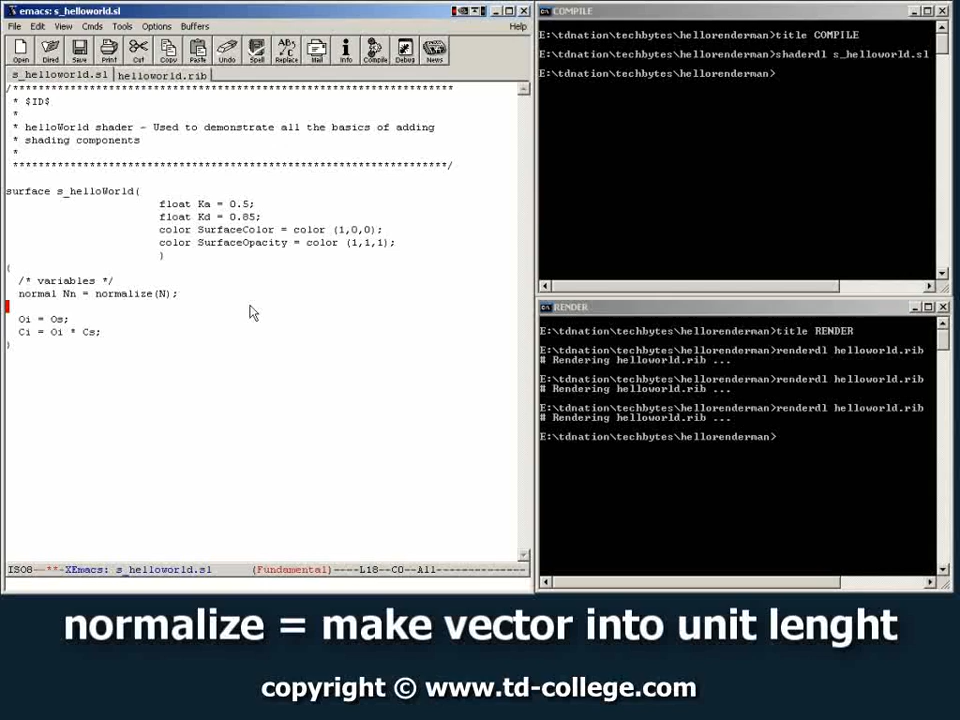 emacs: s_helloworld.sl
File Edit View Cmds Tools Options Buffers Help
Open Dired Save Print Cut Copy Paste Undo Spell Replace Mail Info Compile Debug News
s_helloworld.sl helloworld.rib
/*********************************************************************
* $ID$
*
* helloWorld shader - Used to demonstrate all the basics of adding
* shading components
*
********************************************************************/
surface s_helloWorld(
float Ka = 0.5;
float Kd = 0.85;
color SurfaceColor = color (1,0,0);
color SurfaceOpacity = color (1,1,1);
)
{
/* variables */
normal Nn = normalize(N);
Oi = Os;
Ci = Oi * Cs;
}
ISO8--**-XEmacs: s_helloworld.sl (Fundamental)----L18--C0--All--------------
COMPILE
E:\tdnation\techbytes\hellorenderman>title COMPILE
E:\tdnation\techbytes\hellorenderman>shaderdl s_helloworld.sl
E:\tdnation\techbytes\hellorenderman>
RENDER
E:\tdnation\techbytes\hellorenderman>title RENDER
E:\tdnation\techbytes\hellorenderman>renderdl helloworld.rib
# Rendering helloworld.rib ...
E:\tdnation\techbytes\hellorenderman>renderdl helloworld.rib
# Rendering helloworld.rib ...
E:\tdnation\techbytes\hellorenderman>renderdl helloworld.rib
# Rendering helloworld.rib ...
E:\tdnation\techbytes\hellorenderman>
normalize = make vector into unit lenght
copyright © www.td-college.com